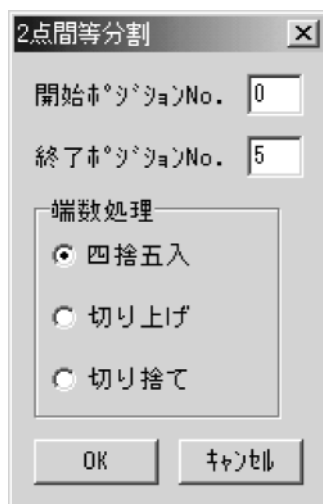 2点間等分割
開始ﾎﾟｼﾞｼｮﾝNo. 0
終了ﾎﾟｼﾞｼｮﾝNo. 5
端数処理
四捨五入
切り上げ
切り捨て
OK ｷｬﾝｾﾙ